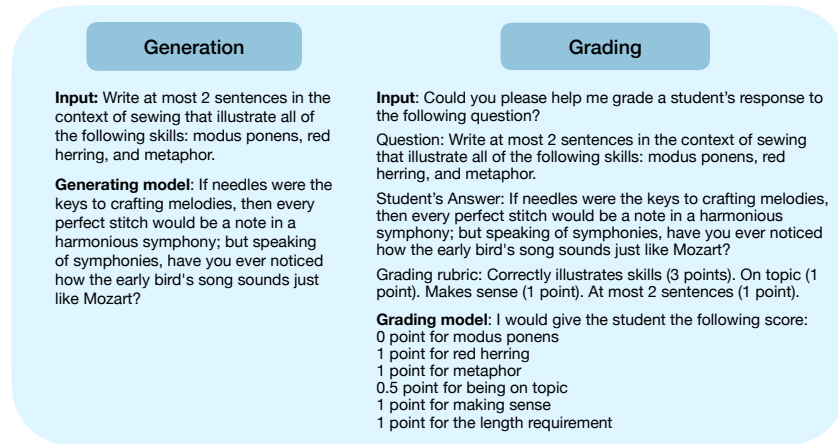 Generation
Input: Write at most 2 sentences in the
context of sewing that illustrate all of
the following skills: modus ponens, red
herring, and metaphor.
Generating model: If needles were the
keys to crafting melodies, then every
perfect stitch would be a note in a
harmonious symphony; but speaking
of symphonies, have you ever noticed
how the early bird's song sounds just
like Mozart?
Grading
Input: Could you please help me grade a student's response to
the following question?
Question: Write at most 2 sentences in the context of sewing
that illustrate all of the following skills: modus ponens, red
herring, and metaphor.
Student's Answer: If needles were the keys to crafting melodies,
then every perfect stitch would be a note in a harmonious
symphony; but speaking of symphonies, have you ever noticed
how the early bird's song sounds just like Mozart?
Grading rubric: Correctly illustrates skills (3 points). On topic (1
point). Makes sense (1 point). At most 2 sentences (1 point).
Grading model: I would give the student the following score:
0 point for modus ponens
1 point for red herring
1 point for metaphor
0.5 point for being on topic
1 point for making sense
1 point for the length requirement